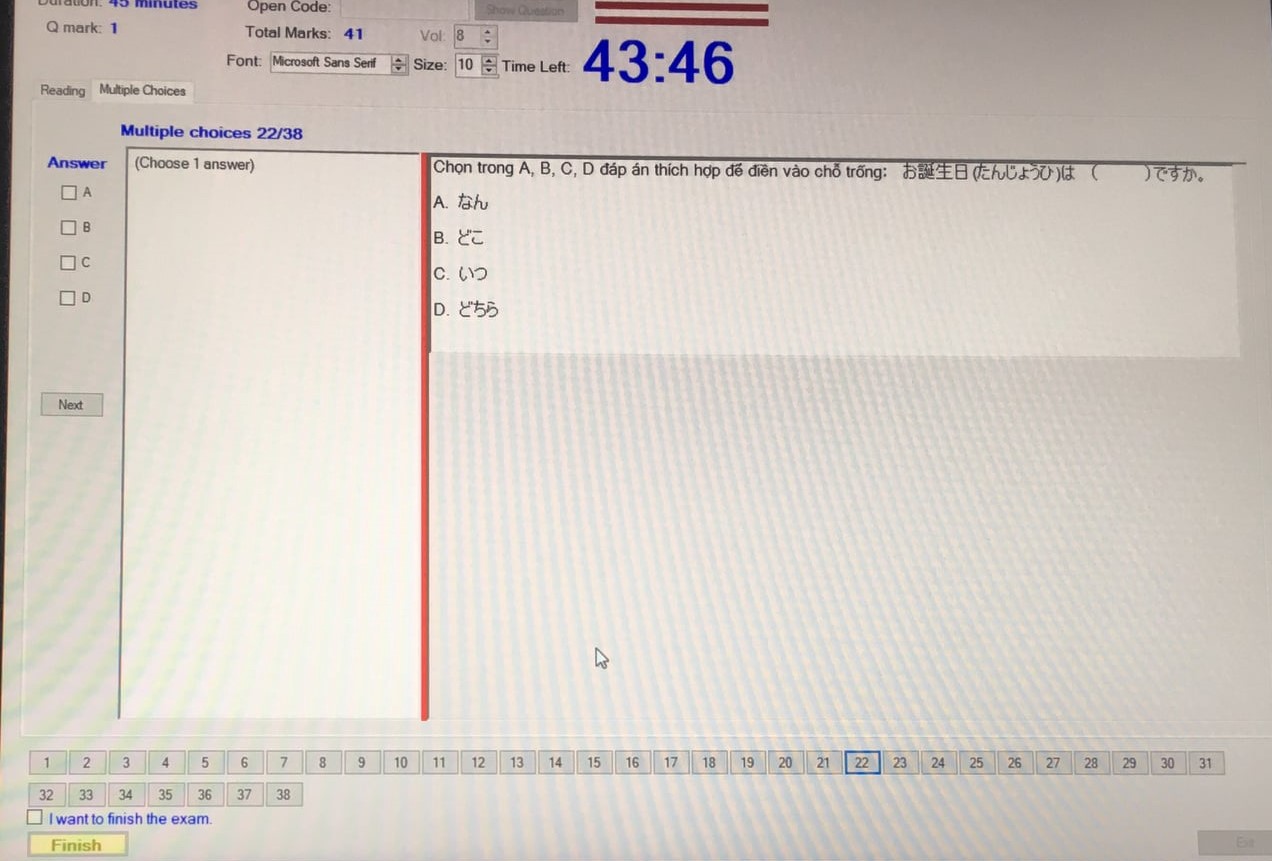 Duration: 45 minutes
Open Code:
Show Question
Q mark: 1
Total Marks: 41
Vol: 8
Font: Microsoft Sans Serif
Size: 10
Time Left: 43:46
Reading
Multiple Choices
Multiple choices 22/38
Answer
(Choose 1 answer)
Chọn trong A, B, C, D đáp án thích hợp để điền vào chỗ trống: お誕生日(たんじょうひ)は ( )ですか。
A
A. なん
B
B. どこ
C
C. いつ
D
D. どちら
Next
1 2 3 4 5 6 7 8 9 10 11 12 13 14 15 16 17 18 19 20 21 22 23 24 25 26 27 28 29 30 31
32 33 34 35 36 37 38
I want to finish the exam.
Finish
Exit